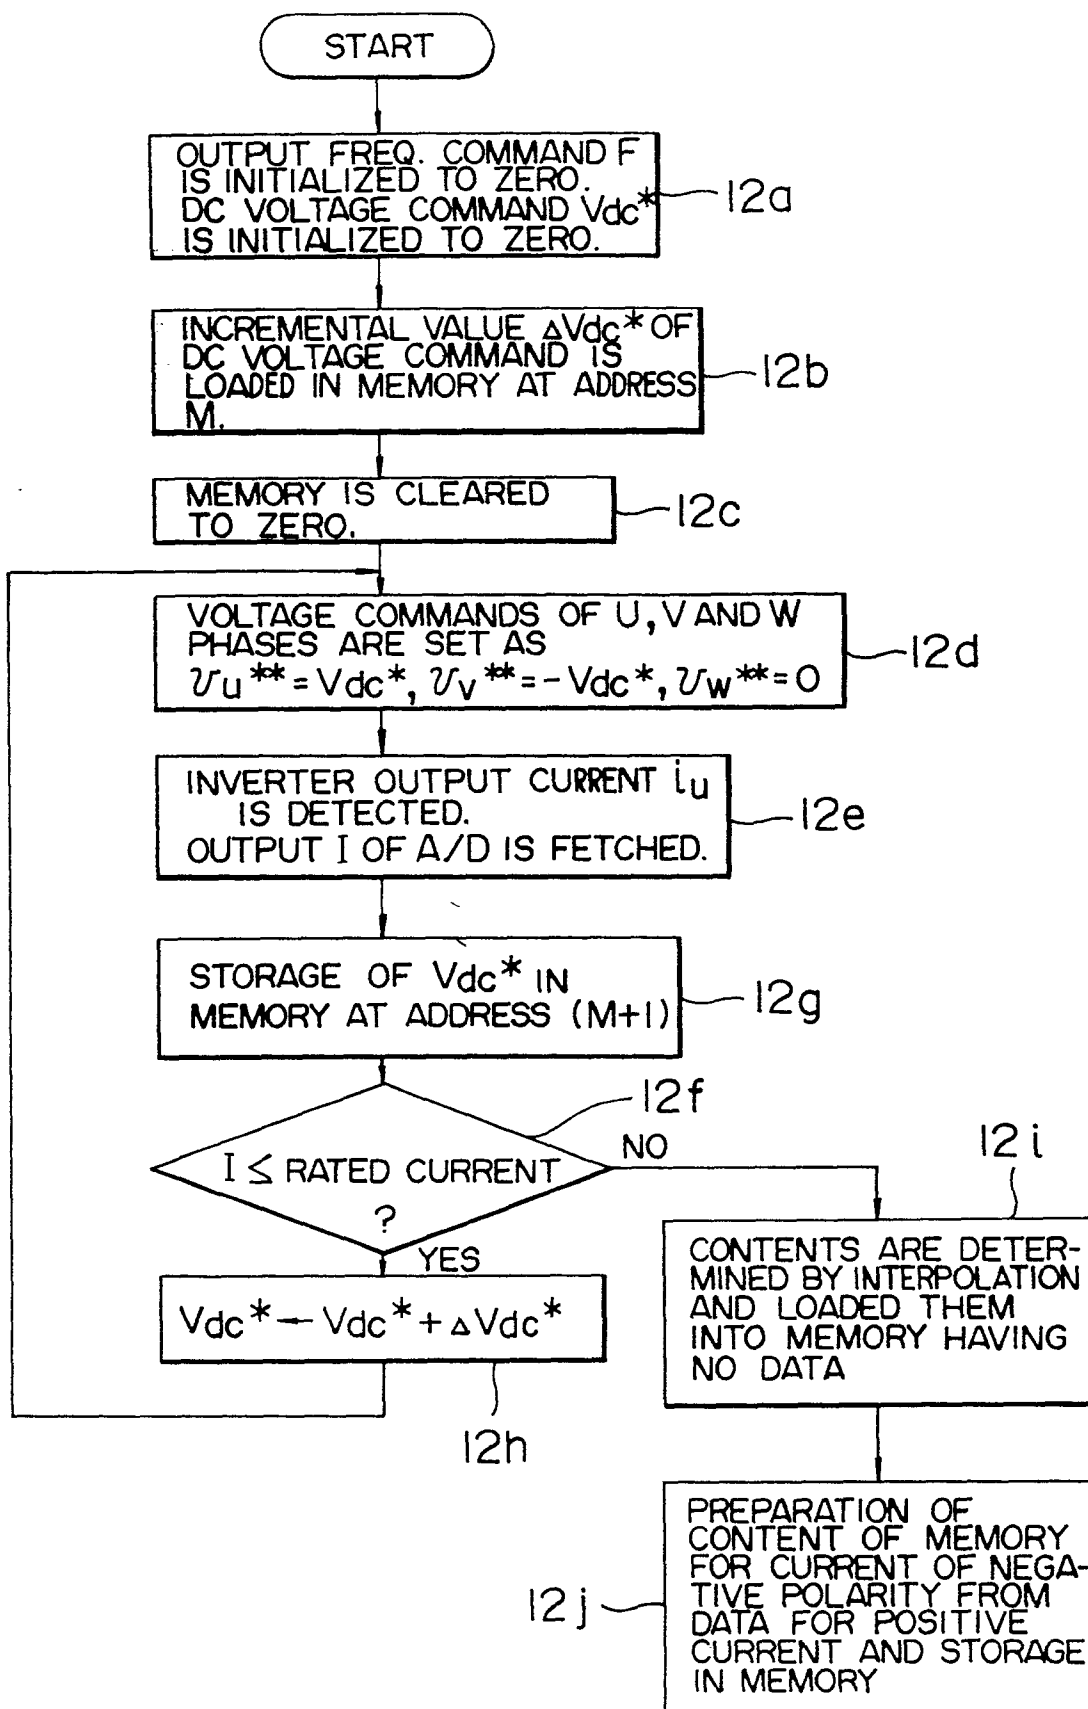 START
OUTPUT FREQ. COMMAND F
IS INITIALIZED TO ZERO.
DC VOLTAGE COMMAND Vdc*
IS INITIALIZED TO ZERO.
12a
INCREMENTAL VALUE ΔVdc* OF
DC VOLTAGE COMMAND IS
LOADED IN MEMORY AT ADDRESS
M.
12b
MEMORY IS CLEARED
TO ZERO.
12c
VOLTAGE COMMANDS OF U, V AND W
PHASES ARE SET AS
vu** = Vdc*, vv** = -Vdc*, vw** = 0
12d
INVERTER OUTPUT CURRENT iu
IS DETECTED.
OUTPUT I OF A/D IS FETCHED.
12e
STORAGE OF Vdc* IN
MEMORY AT ADDRESS (M+1)
12g
12f
I ≤ RATED CURRENT
?
NO
YES
Vdc* ← Vdc* + ΔVdc*
12h
12i
CONTENTS ARE DETER-
MINED BY INTERPOLATION
AND LOADED THEM
INTO MEMORY HAVING
NO DATA
PREPARATION OF
CONTENT OF MEMORY
FOR CURRENT OF NEGA-
TIVE POLARITY FROM
DATA FOR POSITIVE
CURRENT AND STORAGE
IN MEMORY
12j